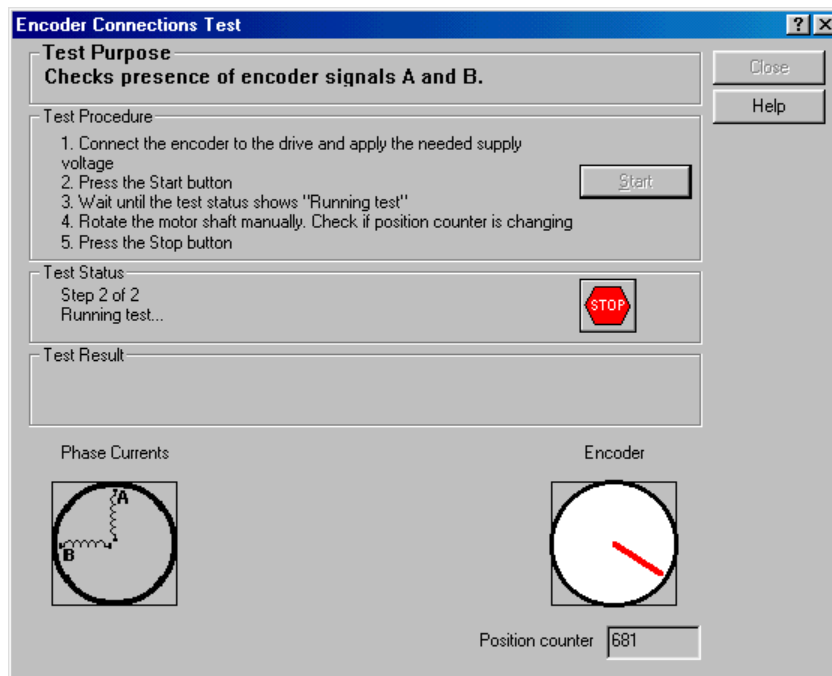 Encoder Connections Test
Test Purpose
Checks presence of encoder signals A and B.
Close
Help
Test Procedure
1. Connect the encoder to the drive and apply the needed supply
voltage
2. Press the Start button
3. Wait until the test status shows "Running test"
4. Rotate the motor shaft manually. Check if position counter is changing
5. Press the Stop button
Start
Test Status
Step 2 of 2
Running test...
STOP
Test Result
Phase Currents
A
B
Encoder
Position counter 681